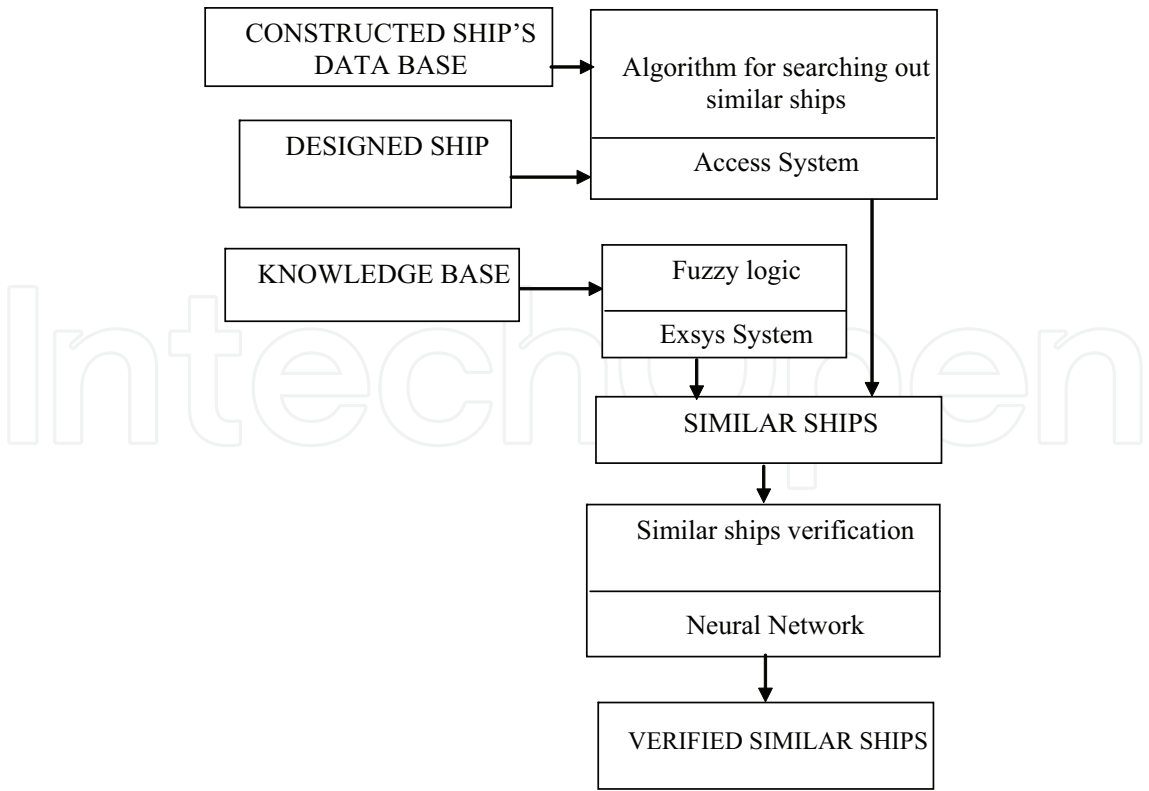 CONSTRUCTED SHIP'S
DATA BASE
Algorithm for searching out
similar ships
DESIGNED SHIP
Access System
KNOWLEDGE BASE
Fuzzy logic
Exsys System
SIMILAR SHIPS
Similar ships verification
Neural Network
VERIFIED SIMILAR SHIPS
IntechOpen